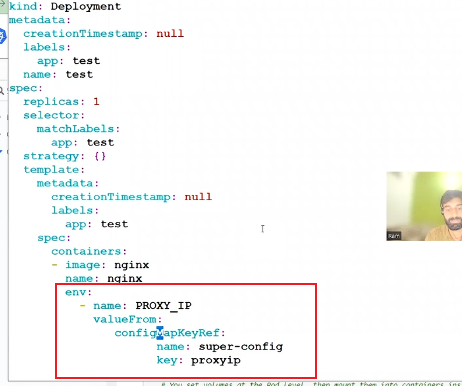 kind: Deployment
metadata:
creationTimestamp: null
labels:
app: test
name: test
spec:
replicas: 1
selector:
matchLabels:
app: test
strategy: {}
template:
metadata:
creationTimestamp: null
labels:
app: test
spec:
containers:
- image: nginx
name: nginx
env:
- name: PROXY_IP
valueFrom:
configMapKeyRef:
name: super-config
key: proxyip
Ram
# You set volumes at the Pod level, then mount them into containers ins